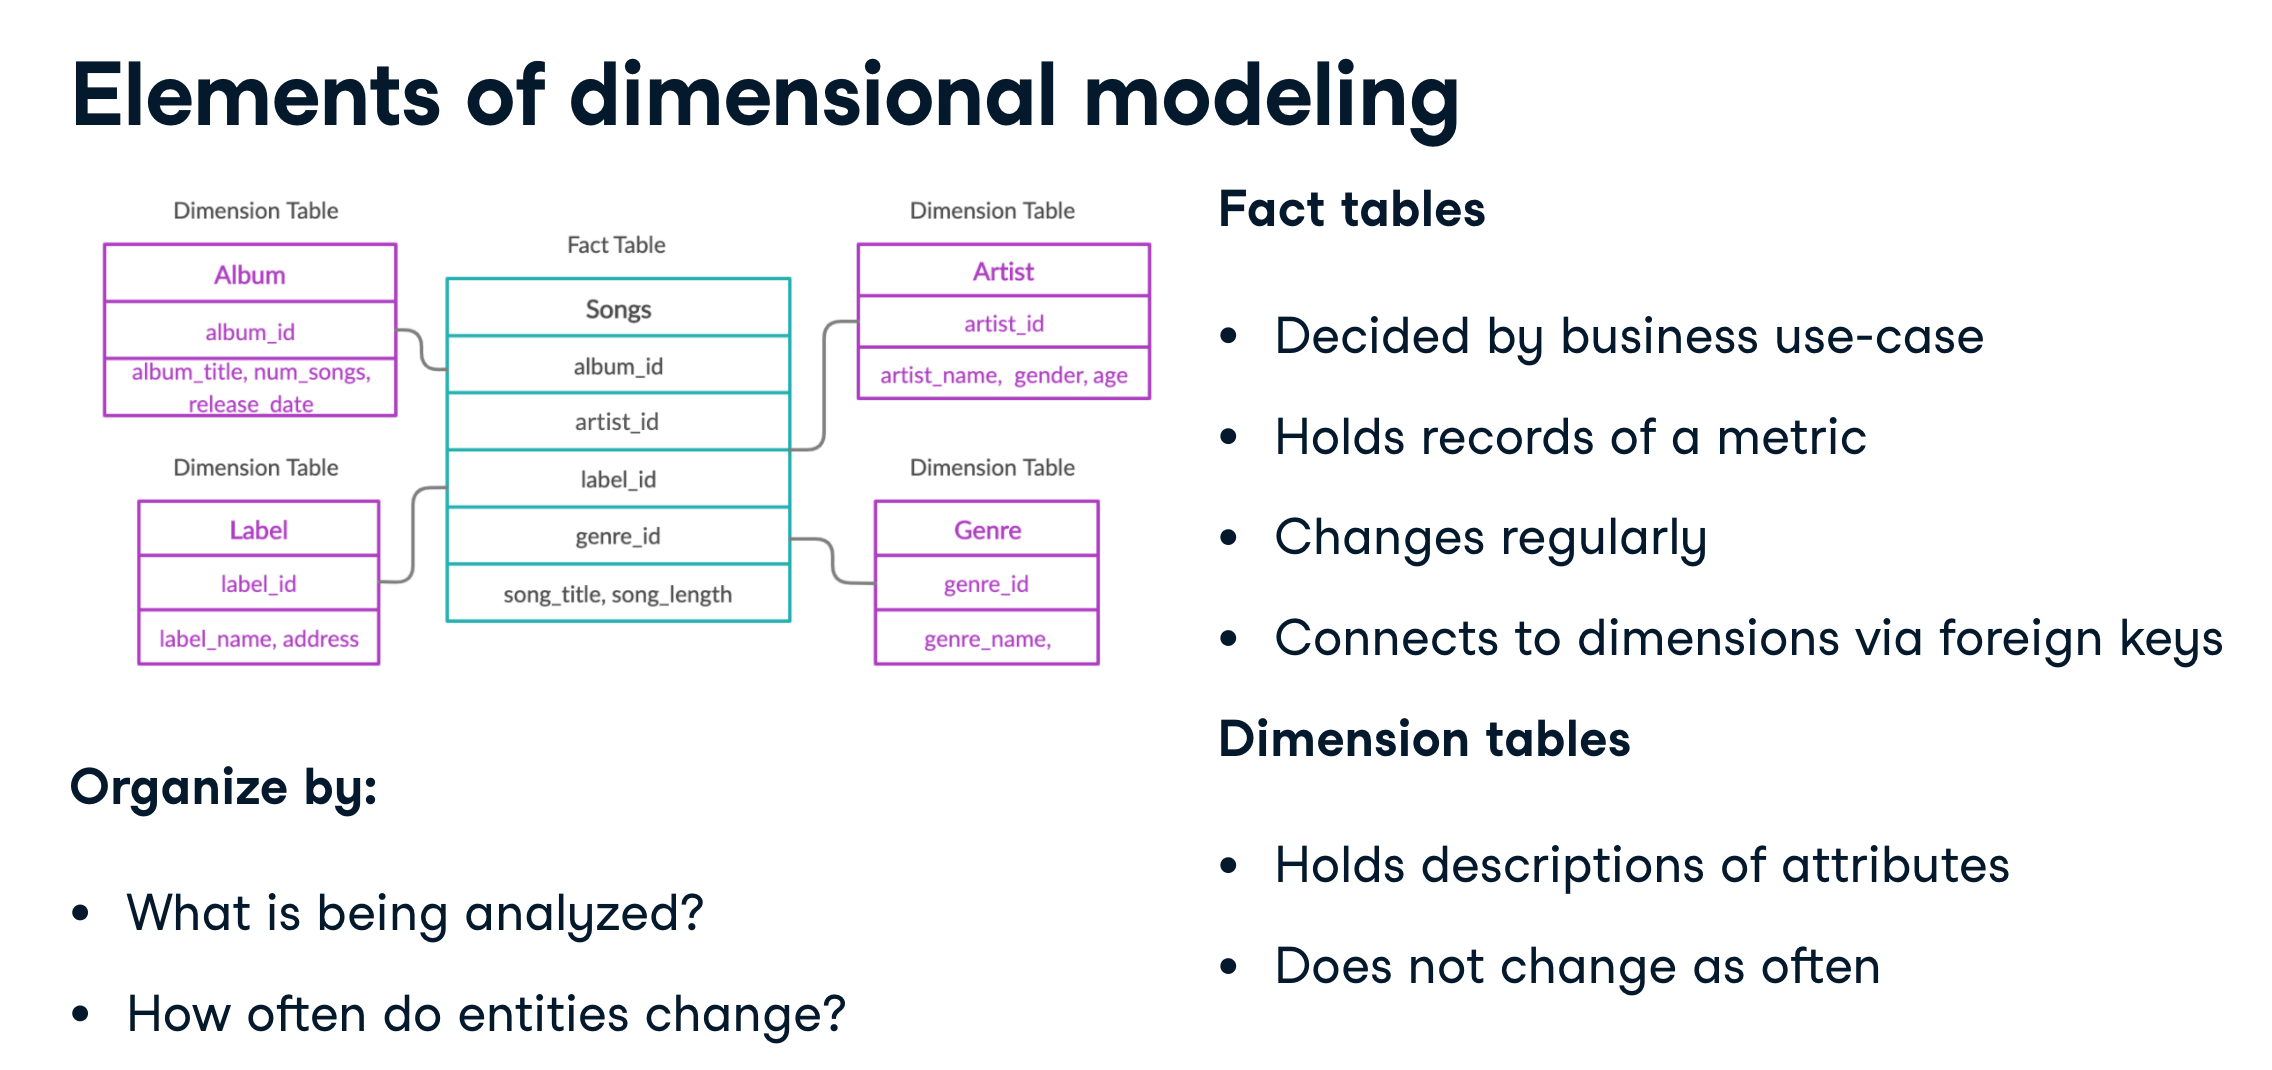 Elements of dimensional modeling
Dimension Table
Album
album_id
album_title, num_songs,
release_date
Dimension Table
Label
label_id
label_name, address
Fact Table
Songs
album_id
artist_id
label_id
genre_id
song_title, song_length
Dimension Table
Artist
artist_id
artist_name, gender, age
Dimension Table
Genre
genre_id
genre_name,
Organize by:
• What is being analyzed?
• How often do entities change?
Fact tables
• Decided by business use-case
• Holds records of a metric
• Changes regularly
• Connects to dimensions via foreign keys
Dimension tables
• Holds descriptions of attributes
• Does not change as often